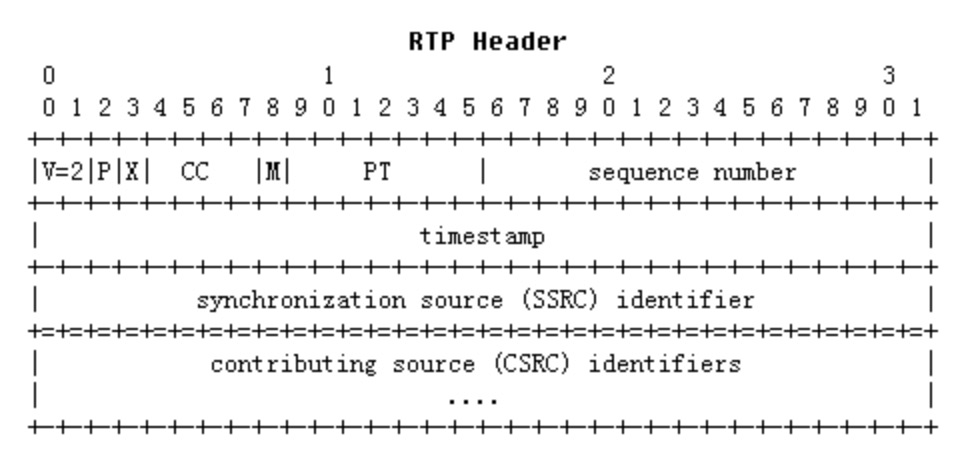 RTP Header
0                   1                   2                   3
0 1 2 3 4 5 6 7 8 9 0 1 2 3 4 5 6 7 8 9 0 1 2 3 4 5 6 7 8 9 0 1
+-+-+-+-+-+-+-+-+-+-+-+-+-+-+-+-+-+-+-+-+-+-+-+-+-+-+-+-+-+-+-+-+
|V=2|P|X|  CC   |M|     PT      |       sequence number         |
+-+-+-+-+-+-+-+-+-+-+-+-+-+-+-+-+-+-+-+-+-+-+-+-+-+-+-+-+-+-+-+-+
|                           timestamp                           |
+-+-+-+-+-+-+-+-+-+-+-+-+-+-+-+-+-+-+-+-+-+-+-+-+-+-+-+-+-+-+-+-+
|           synchronization source (SSRC) identifier            |
+=+=+=+=+=+=+=+=+=+=+=+=+=+=+=+=+=+=+=+=+=+=+=+=+=+=+=+=+=+=+=+=+
|            contributing source (CSRC) identifiers             |
|                             ....                              |
+-+-+-+-+-+-+-+-+-+-+-+-+-+-+-+-+-+-+-+-+-+-+-+-+-+-+-+-+-+-+-+-+